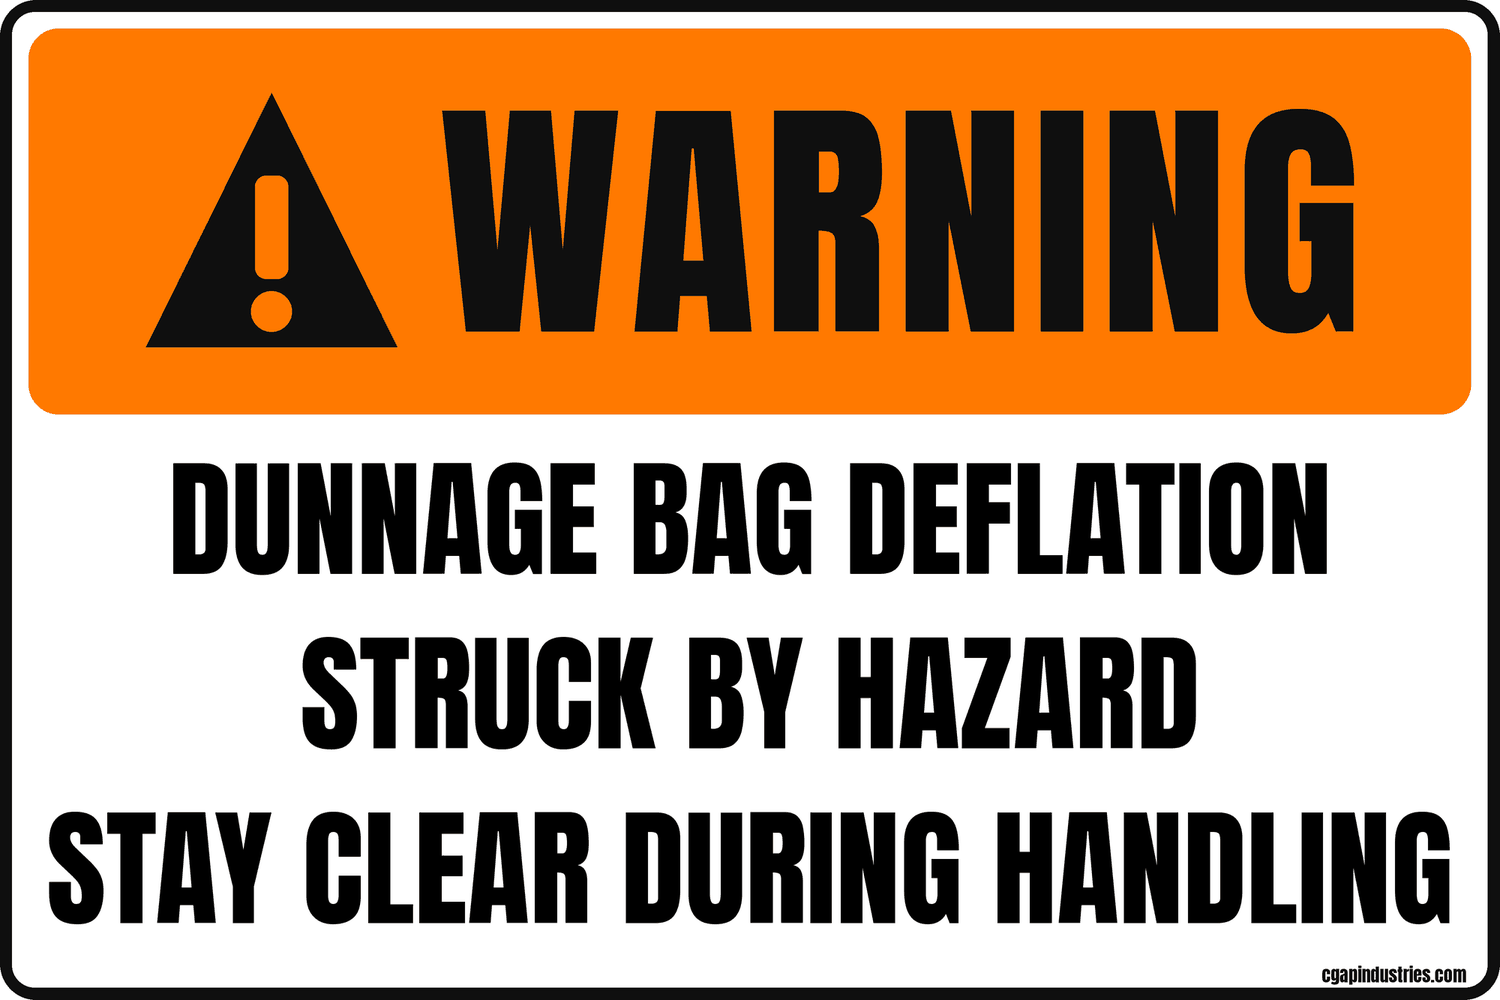 WARNING
DUNNAGE BAG DEFLATION
STRUCK BY HAZARD
STAY CLEAR DURING HANDLING
cgapindustries.com